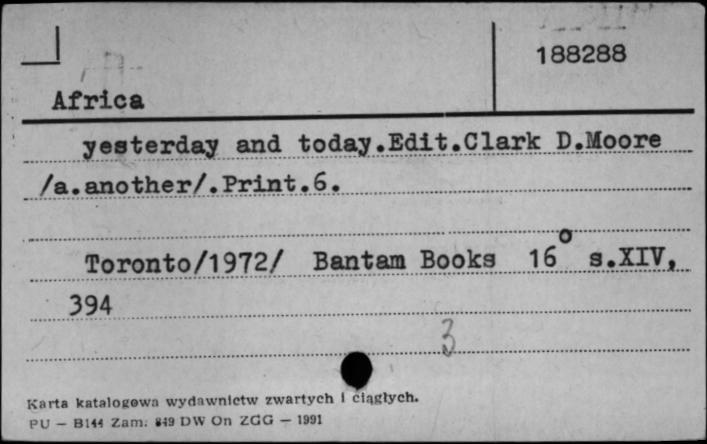 188288
Africa
yesterday and today.Edit.Clark D.Moore
/a.another/.Print.6.
Toronto/1972/ Bantam Books 16° s.XIV,
394
3
Karta katalogowa wydawnictw zwartych i ciągłych.
PU — B144 Zam. 849 DW On ZGG — 1991